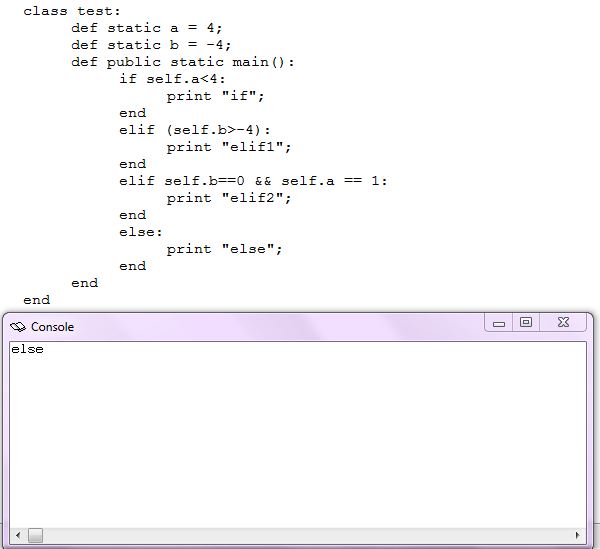 class test:
def static a = 4;
def static b = -4;
def public static main():
if self.a<4:
print "if";
end
elif (self.b>-4):
print "elif1";
end
elif self.b==0 && self.a == 1:
print "elif2";
end
else:
print "else";
end
end
end
Console
else